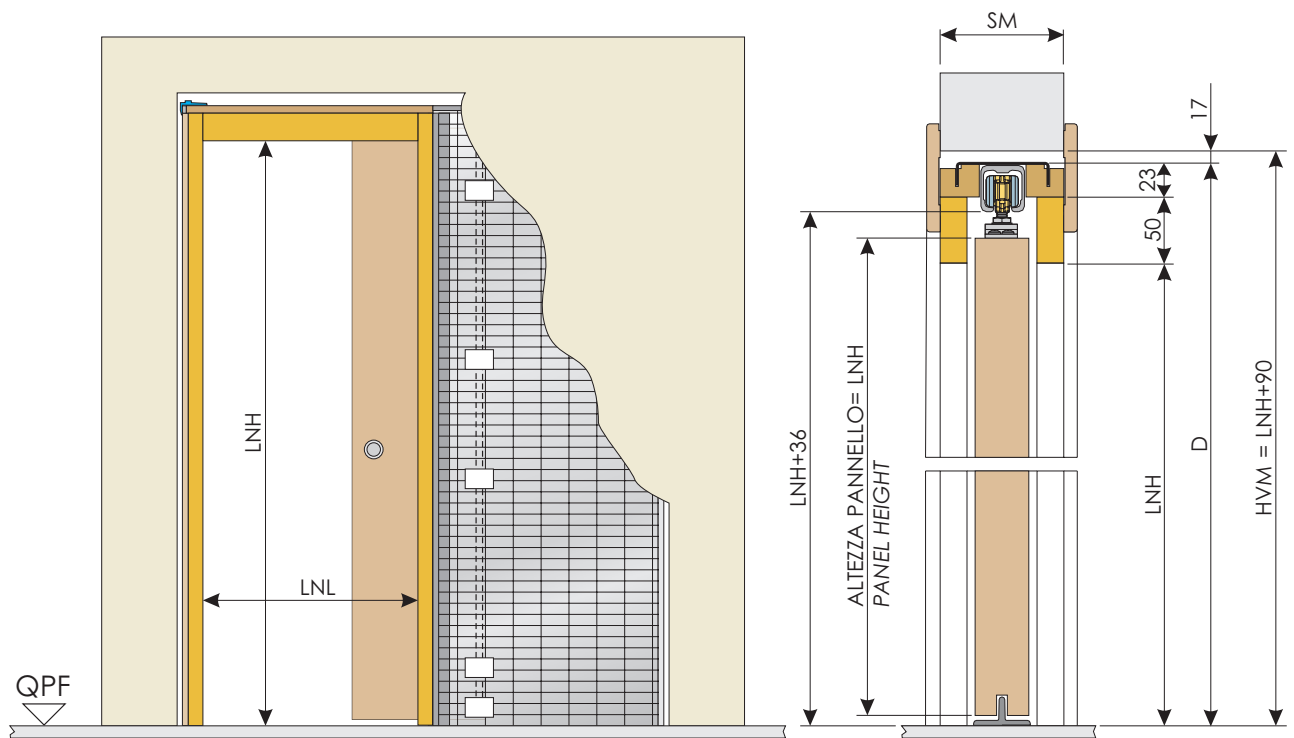 LNH
LNL
QPF
SM
17
23
50
LNH+36
ALTEZZA PANNELLO= LNH
PANEL HEIGHT
LNH
D
HVM = LNH+90